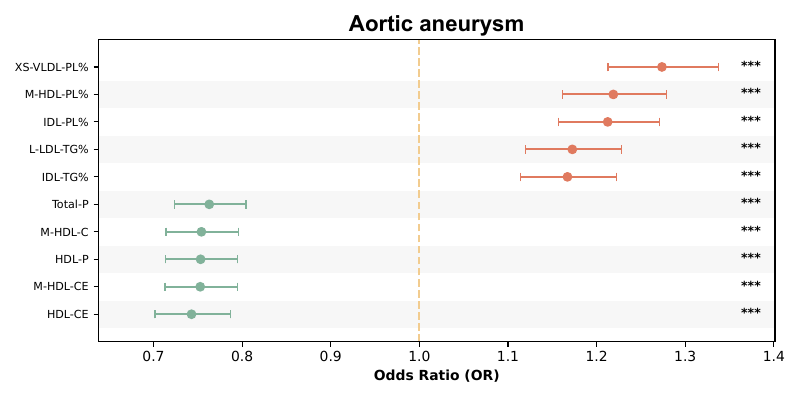 Aortic aneurysm
XS-VLDL-PL% ***
M-HDL-PL% ***
IDL-PL% ***
L-LDL-TG% ***
IDL-TG% ***
Total-P ***
M-HDL-C ***
HDL-P ***
M-HDL-CE ***
HDL-CE ***
0.7 0.8 0.9 1.0 1.1 1.2 1.3 1.4
Odds Ratio (OR)